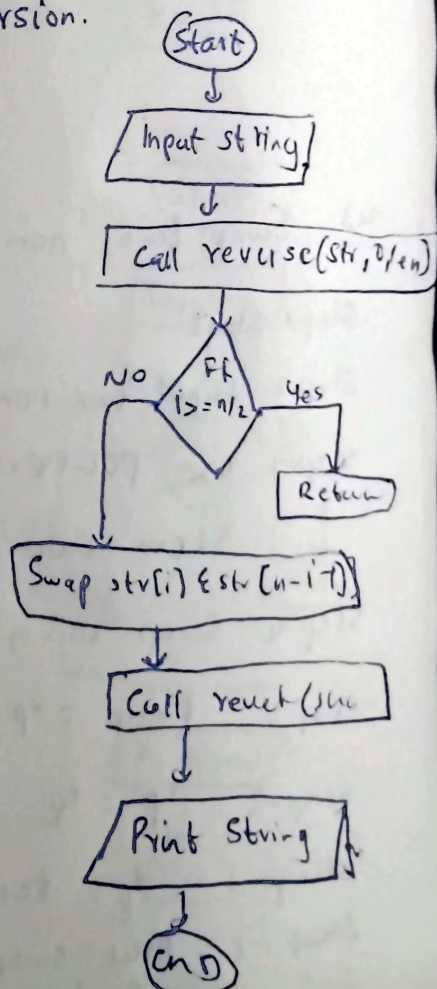 rsion.
Start
Input string
Call reverse(str, 0, len)
If
i>=n/2
NO
Yes
Return
Swap str[i] & str[n-i-1]
Call
Print String
END